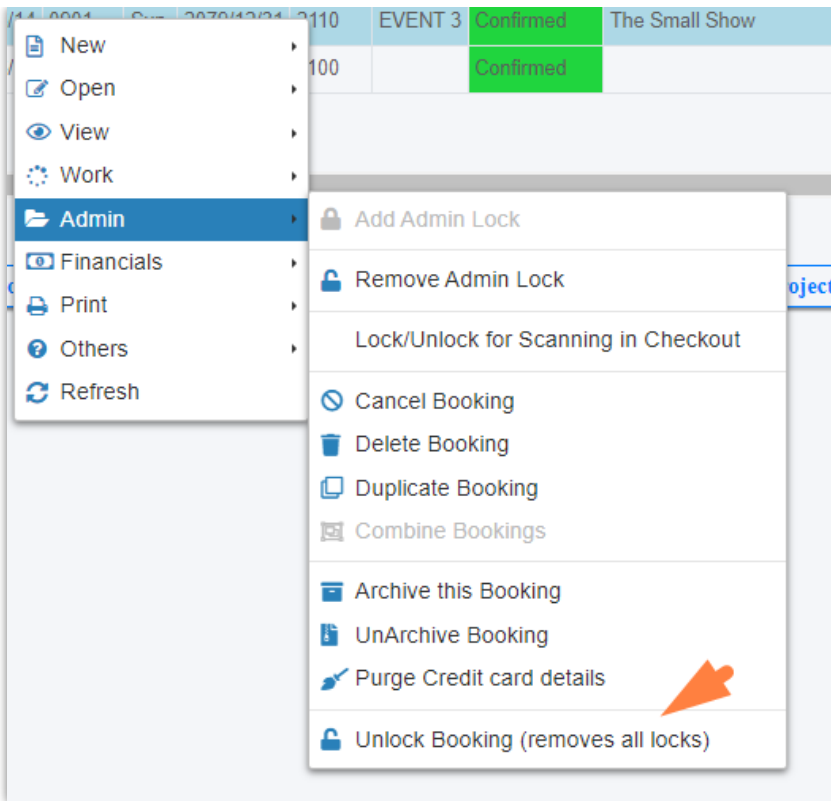 2110 EVENT 3 Confirmed The Small Show
100 Confirmed
New
Open
View
Work
Admin
Financials
Print
Others
Refresh
Add Admin Lock
Remove Admin Lock
Lock/Unlock for Scanning in Checkout
Cancel Booking
Delete Booking
Duplicate Booking
Combine Bookings
Archive this Booking
UnArchive Booking
Purge Credit card details
Unlock Booking (removes all locks)
oject